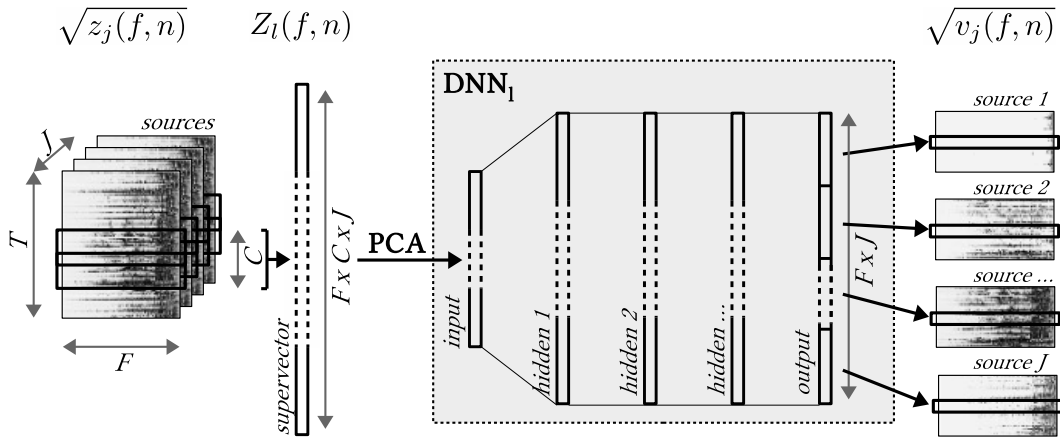 √z_j(f,n)
Z_l(f,n)
√v_j(f,n)
DNN_l
sources
J
T
F
C
supervector
F x C x J
PCA
input
hidden 1
hidden 2
hidden ...
output
F x J
source 1
source 2
source ...
source J